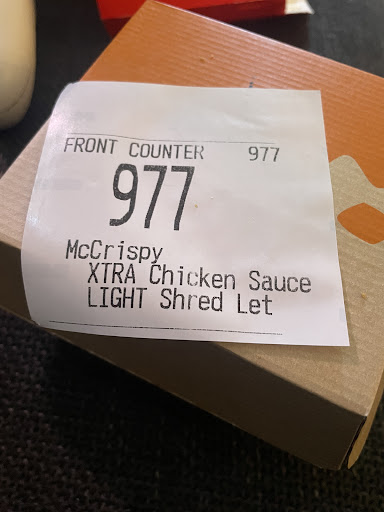 FRONT COUNTER 977
977
McCrispy
XTRA Chicken Sauce
LIGHT Shred Let